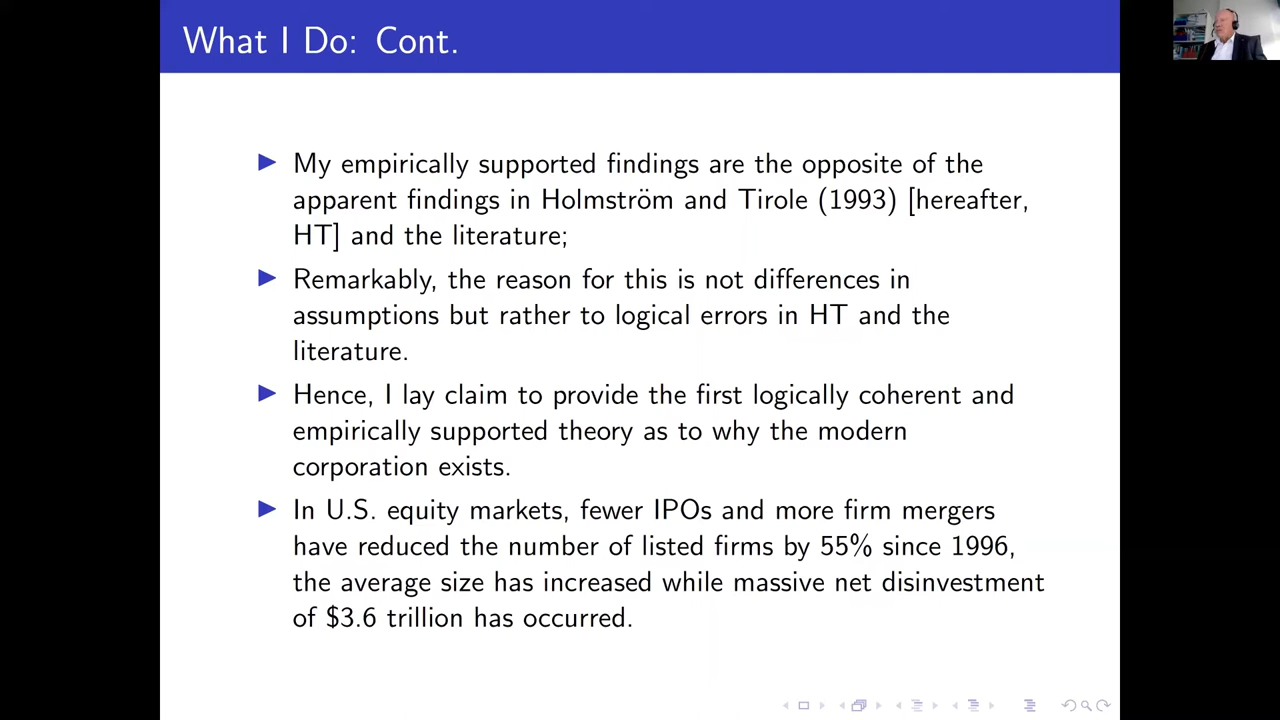 What I Do: Cont.
My empirically supported findings are the opposite of the
apparent findings in Holmström and Tirole (1993) [hereafter,
HT] and the literature;
Remarkably, the reason for this is not differences in
assumptions but rather to logical errors in HT and the
literature.
Hence, I lay claim to provide the first logically coherent and
empirically supported theory as to why the modern
corporation exists.
In U.S. equity markets, fewer IPOs and more firm mergers
have reduced the number of listed firms by 55% since 1996,
the average size has increased while massive net disinvestment
of $3.6 trillion has occurred.